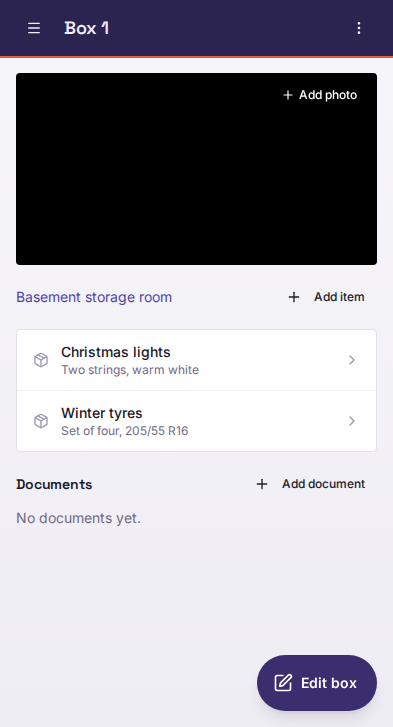 Box 1
Add photo
Basement storage room
Add item
Christmas lights
Two strings, warm white
Winter tyres
Set of four, 205/55 R16
Documents
Add document
No documents yet.
Edit box